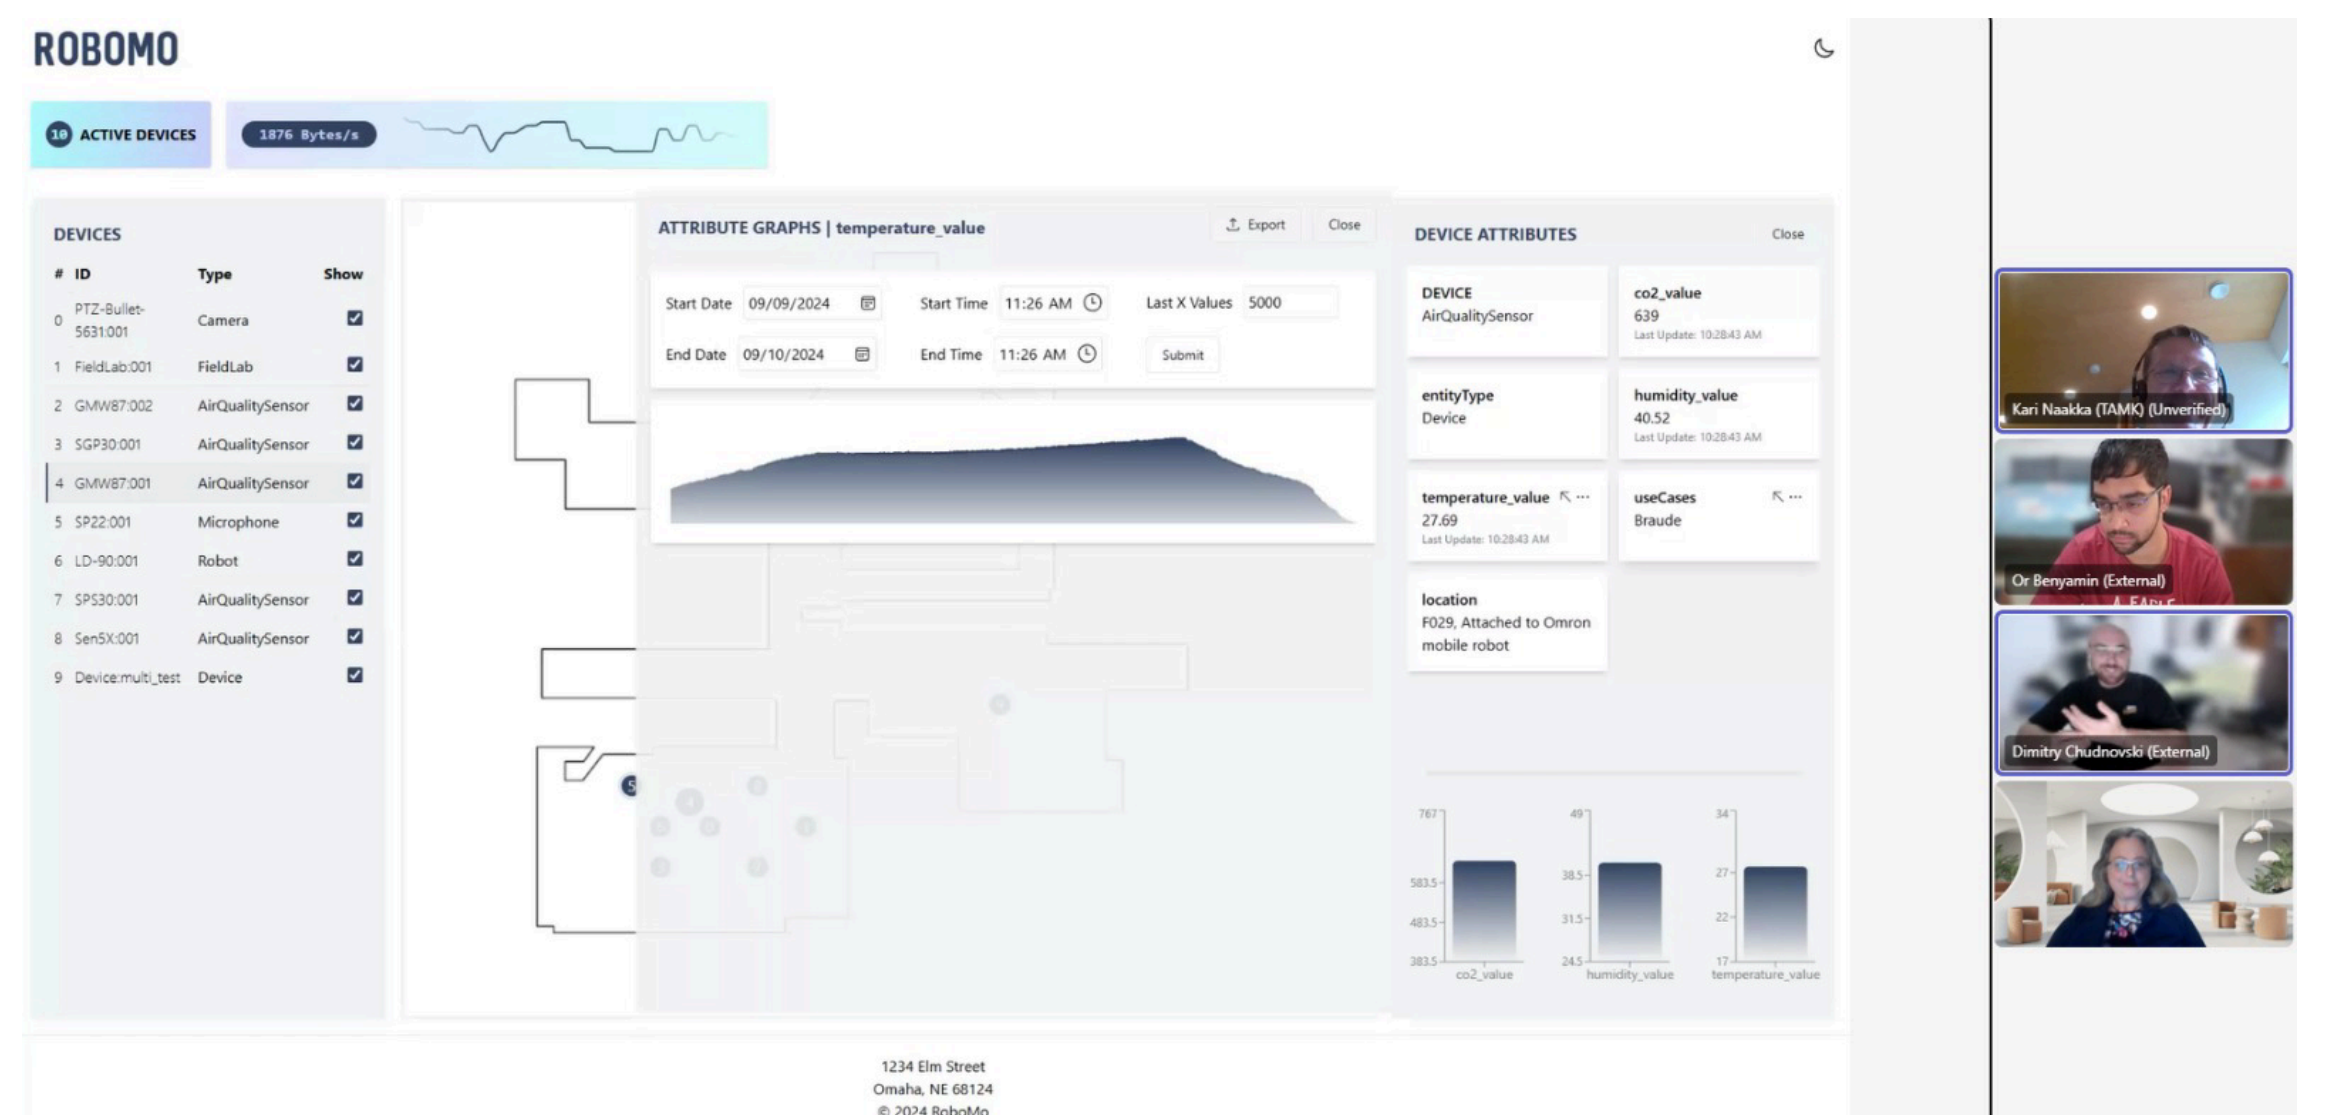 ROBOMO
10 ACTIVE DEVICES
1876 Bytes/s
DEVICES
# ID Type Show
0 PTZ-Bullet-
5631:001 Camera
1 FieldLab:001 FieldLab
2 GMW87:002 AirQualitySensor
3 SGP30:001 AirQualitySensor
4 GMW87:001 AirQualitySensor
5 SP22:001 Microphone
6 LD-90:001 Robot
7 SPS30:001 AirQualitySensor
8 Sen5X:001 AirQualitySensor
9 Device:multi_test Device
5
ATTRIBUTE GRAPHS | temperature_value
Export Close
Start Date 09/09/2024 Start Time 11:26 AM Last X Values 5000
End Date 09/10/2024 End Time 11:26 AM Submit
DEVICE ATTRIBUTES Close
DEVICE
AirQualitySensor
co2_value
639
Last Update: 10:28:43 AM
entityType
Device
humidity_value
40.52
Last Update: 10:28:43 AM
temperature_value
27.69
Last Update: 10:28:43 AM
useCases
Braude
location
F029, Attached to Omron
mobile robot
767
583.5
483.5
383.5
co2_value
49
38.5
31.5
24.5
humidity_value
34
27
22
17
temperature_value
1234 Elm Street
Omaha, NE 68124
© 2024 RoboMo
Kari Naakka (TAMK) (Unverified)
Or Benyamin (External)
Dimitry Chudnovski (External)